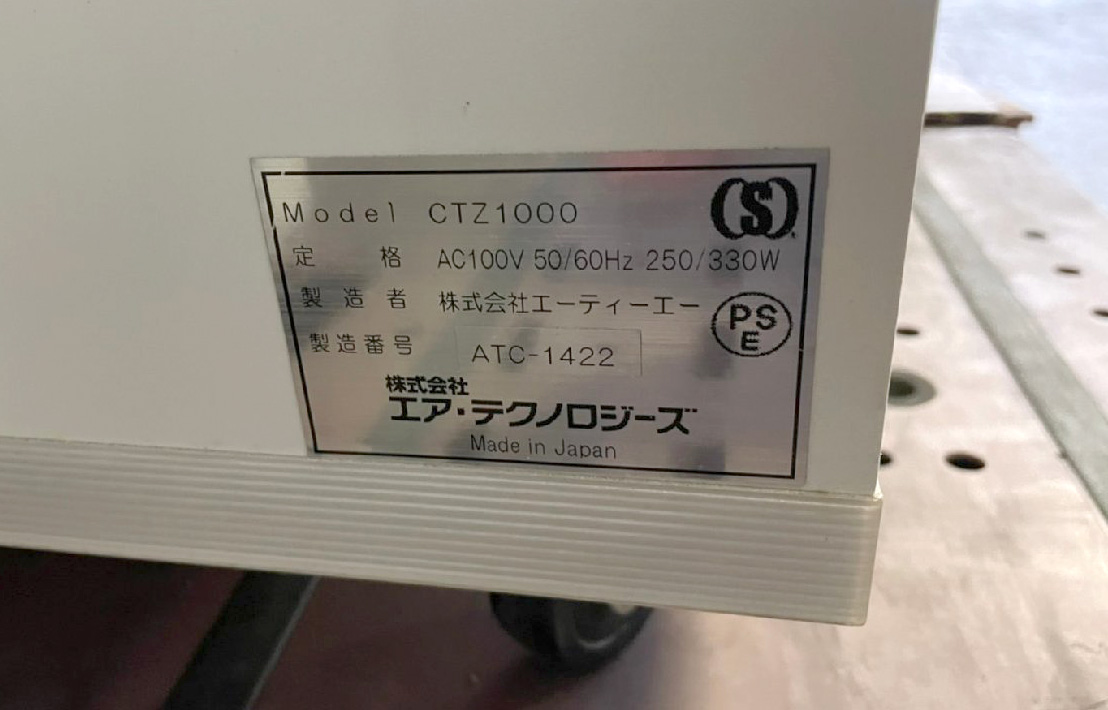 Model CTZ1000
(S)
定格 AC100V 50/60Hz 250/330W
製造者 株式会社エーティーエー
PS
E
製造番号 ATC-1422
株式会社
エア・テクノロジーズ
Made in Japan